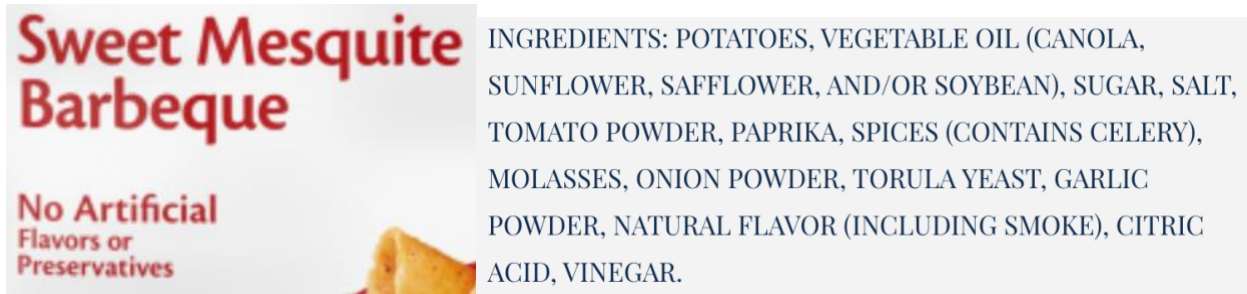 Sweet Mesquite
Barbeque
No Artificial
Flavors or
Preservatives
INGREDIENTS: POTATOES, VEGETABLE OIL (CANOLA,
SUNFLOWER, SAFFLOWER, AND/OR SOYBEAN), SUGAR, SALT,
TOMATO POWDER, PAPRIKA, SPICES (CONTAINS CELERY),
MOLASSES, ONION POWDER, TORULA YEAST, GARLIC
POWDER, NATURAL FLAVOR (INCLUDING SMOKE), CITRIC
ACID, VINEGAR.